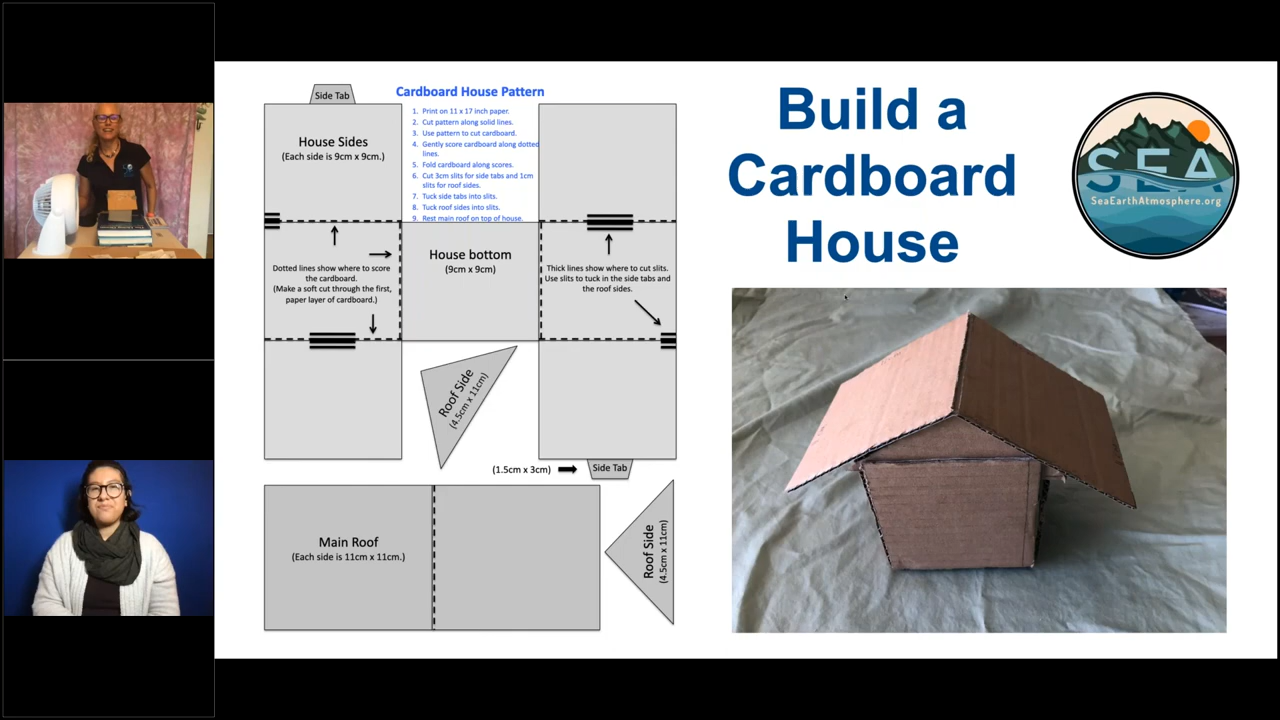 Side Tab
Cardboard House Pattern
1. Print on 11 x 17 inch paper.
2. Cut pattern along solid lines.
3. Use pattern to cut cardboard.
4. Gently score cardboard along dotted
lines.
5. Fold cardboard along scores.
6. Cut 3cm slits for side tabs and 1cm
slits for roof sides.
7. Tuck side tabs into slits.
8. Tuck roof sides into slits.
9. Rest main roof on top of house.
House Sides
(Each side is 9cm x 9cm.)
Dotted lines show where to score
the cardboard.
(Make a soft cut through the first,
paper layer of cardboard.)
House bottom
(9cm x 9cm)
Thick lines show where to cut slits.
Use slits to tuck in the side tabs and
the roof sides.
Roof Side
(4.5cm x 11cm)
(1.5cm x 3cm)
Side Tab
Main Roof
(Each side is 11cm x 11cm.)
Roof Side
(4.5cm x 11cm)
Build a
Cardboard
House
SEA
SeaEarthAtmosphere.org